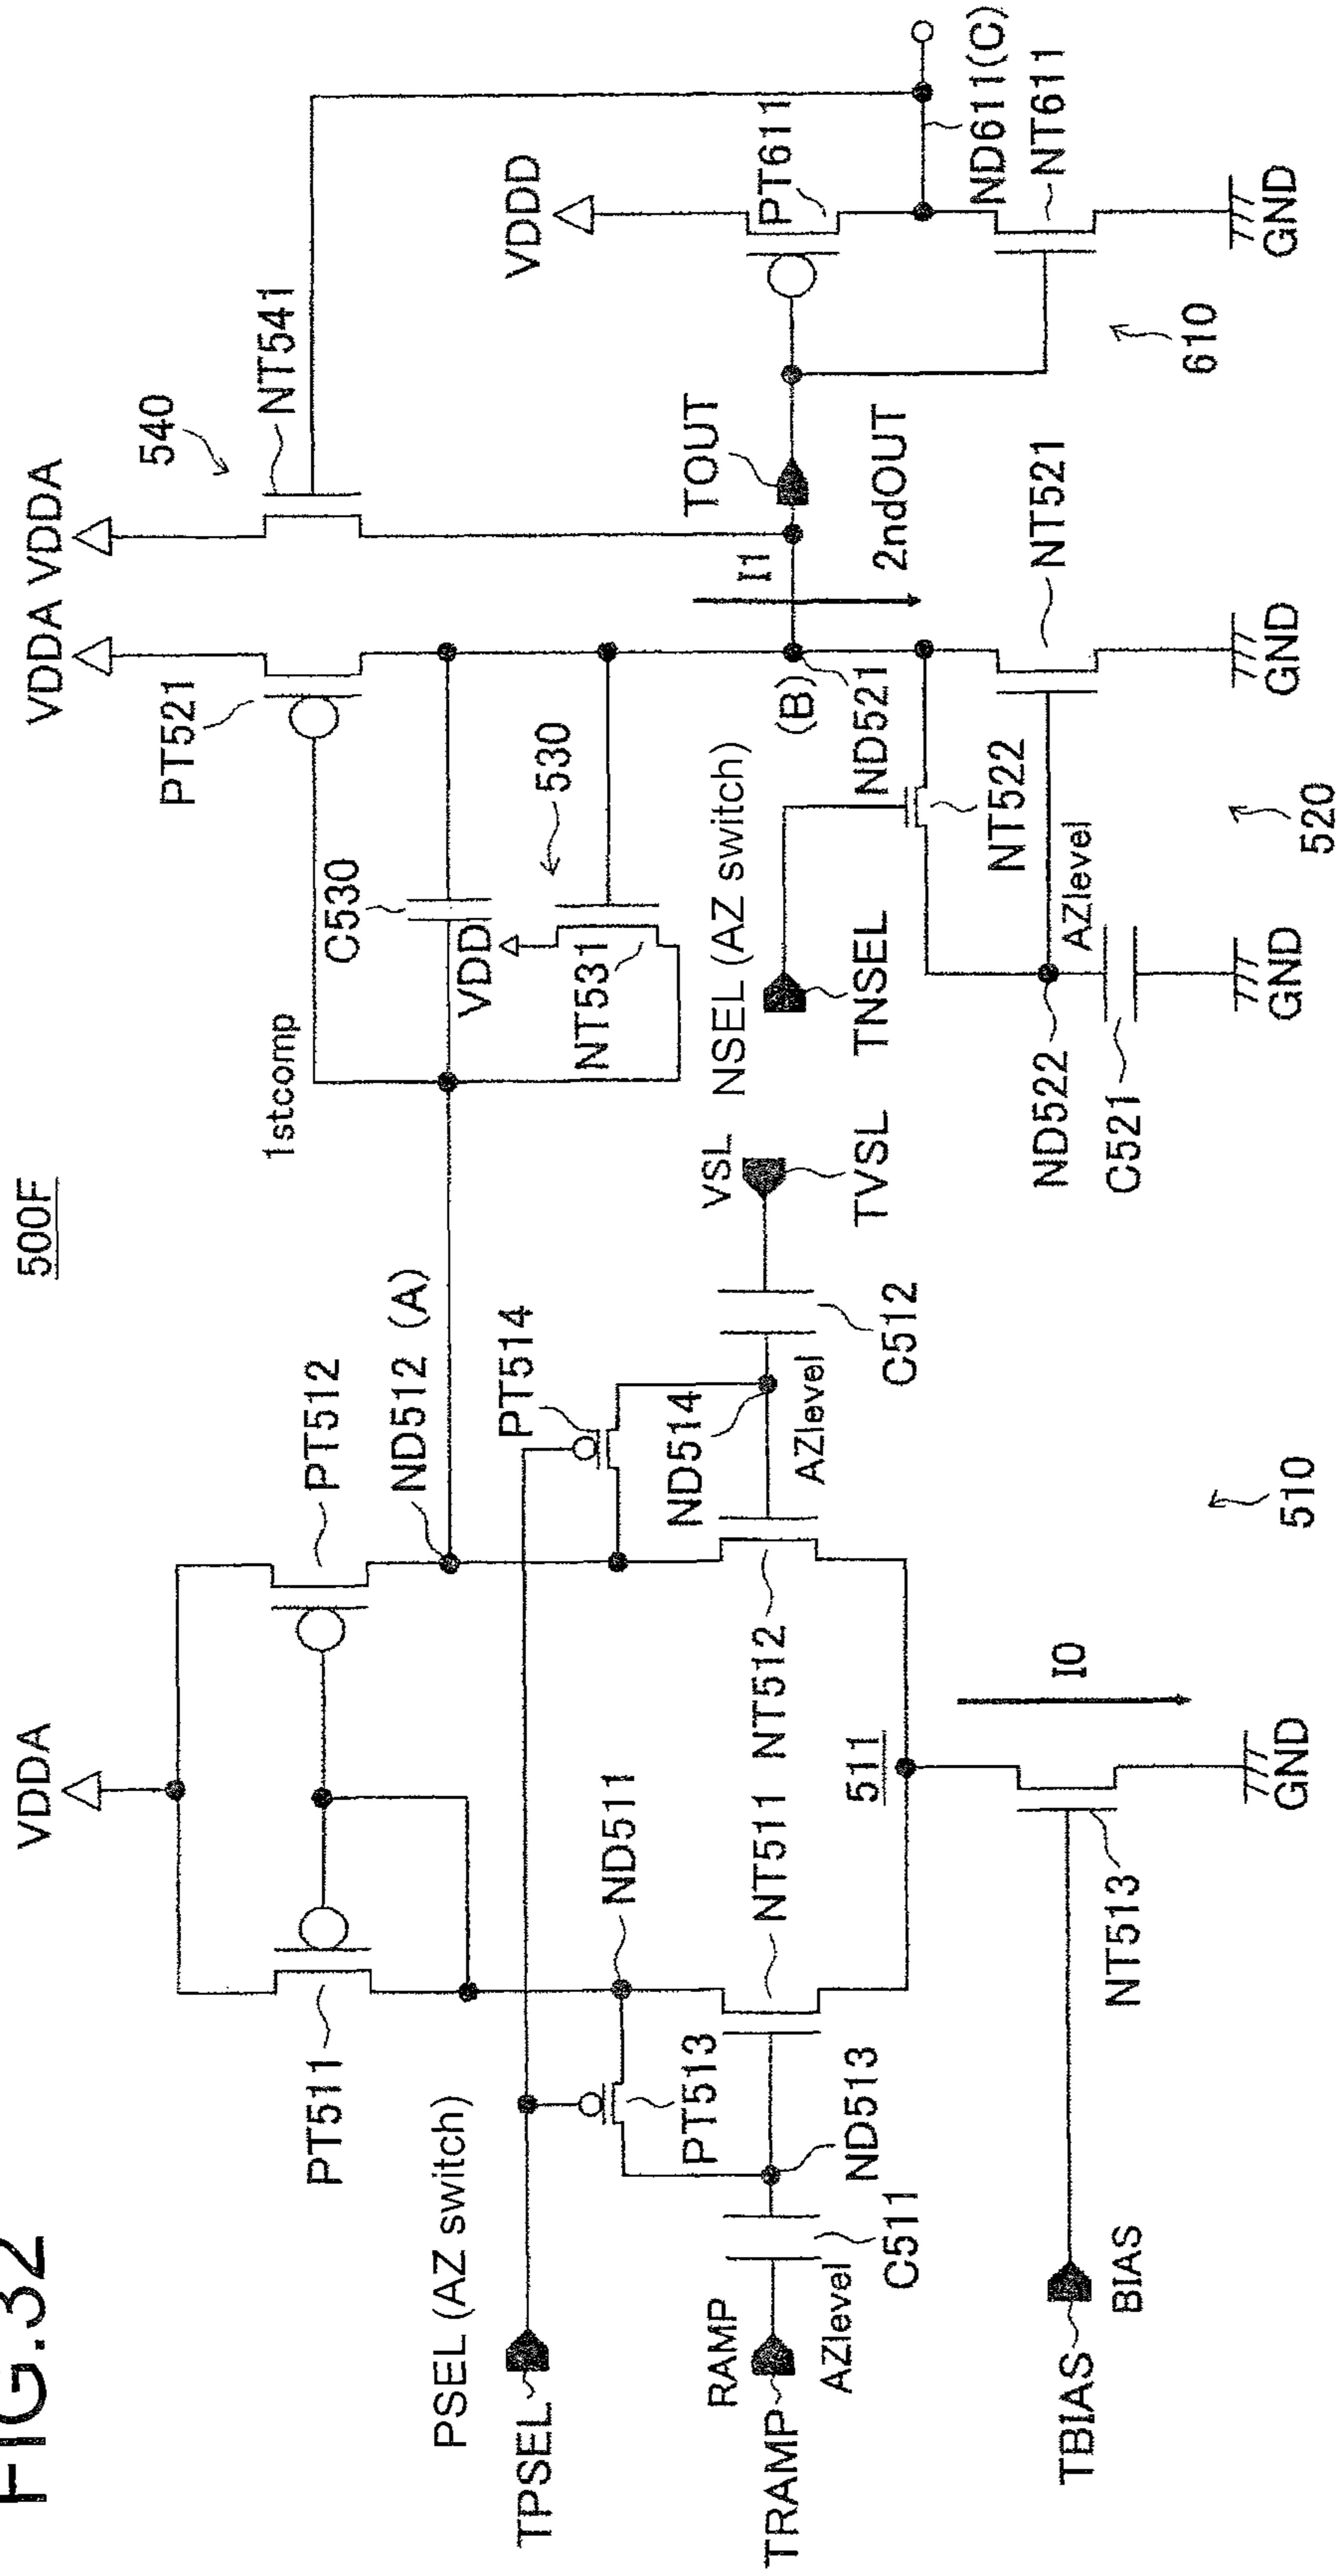 FIG.32
500F
VDDA
VDDA
VDDA
540
NT541
PT521
PT511
PT512
ND512 (A)
1stcomp
C530
VDD
NT531
530
VDDD
PT611
PSEL (AZ switch)
TPSEL
ND511
PT513
PT514
NSEL (AZ switch)
TNSEL
I1
TOUT
2ndOUT
(B)
ND521
ND611(C)
NT611
RAMP
TRAMP
AZlevel
C511
ND513
NT511
NT512
511
ND514
AZlevel
C512
VSL
TVSL
NT522
AZlevel
ND522
C521
NT521
610
GND
TBIAS
BIAS
NT513
I0
GND
510
GND
520
GND